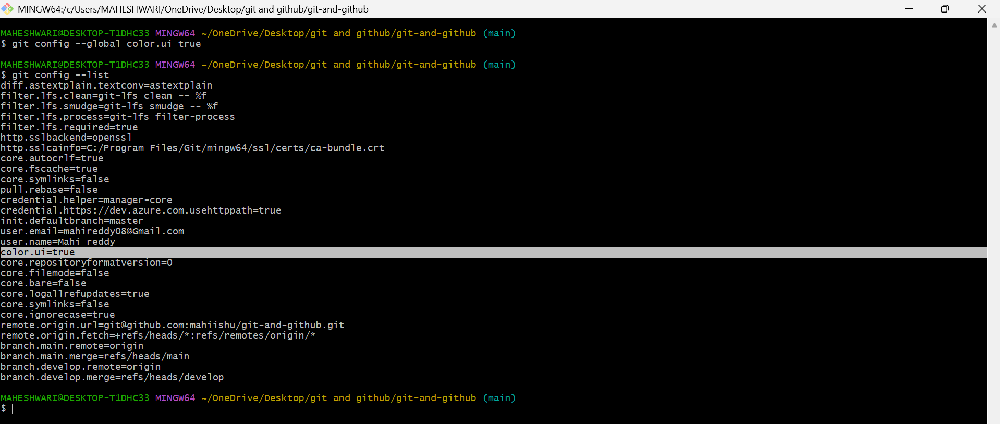 MINGW64:/c/Users/MAHESHWARI/OneDrive/Desktop/git and github/git-and-github
MAHESHWARI@DESKTOP-T1DHC33 MINGW64 ~/OneDrive/Desktop/git and github/git-and-github (main)
$ git config --global color.ui true
MAHESHWARI@DESKTOP-T1DHC33 MINGW64 ~/OneDrive/Desktop/git and github/git-and-github (main)
$ git config --list
diff.astextplain.textconv=astextplain
filter.lfs.clean=git-lfs clean -- %f
filter.lfs.smudge=git-lfs smudge -- %f
filter.lfs.process=git-lfs filter-process
filter.lfs.required=true
http.sslbackend=openssl
http.sslcainfo=C:/Program Files/Git/mingw64/ssl/certs/ca-bundle.crt
core.autocrlf=true
core.fscache=true
core.symlinks=false
pull.rebase=false
credential.helper=manager-core
credential.https://dev.azure.com.usehttppath=true
init.defaultbranch=master
user.email=mahireddy08@Gmail.com
user.name=Mahi reddy
color.ui=true
core.repositoryformatversion=0
core.filemode=false
core.bare=false
core.logallrefupdates=true
core.symlinks=false
core.ignorecase=true
remote.origin.url=git@github.com:mahiishu/git-and-github.git
remote.origin.fetch=+refs/heads/*:refs/remotes/origin/*
branch.main.remote=origin
branch.main.merge=refs/heads/main
branch.develop.remote=origin
branch.develop.merge=refs/heads/develop
MAHESHWARI@DESKTOP-T1DHC33 MINGW64 ~/OneDrive/Desktop/git and github/git-and-github (main)
$